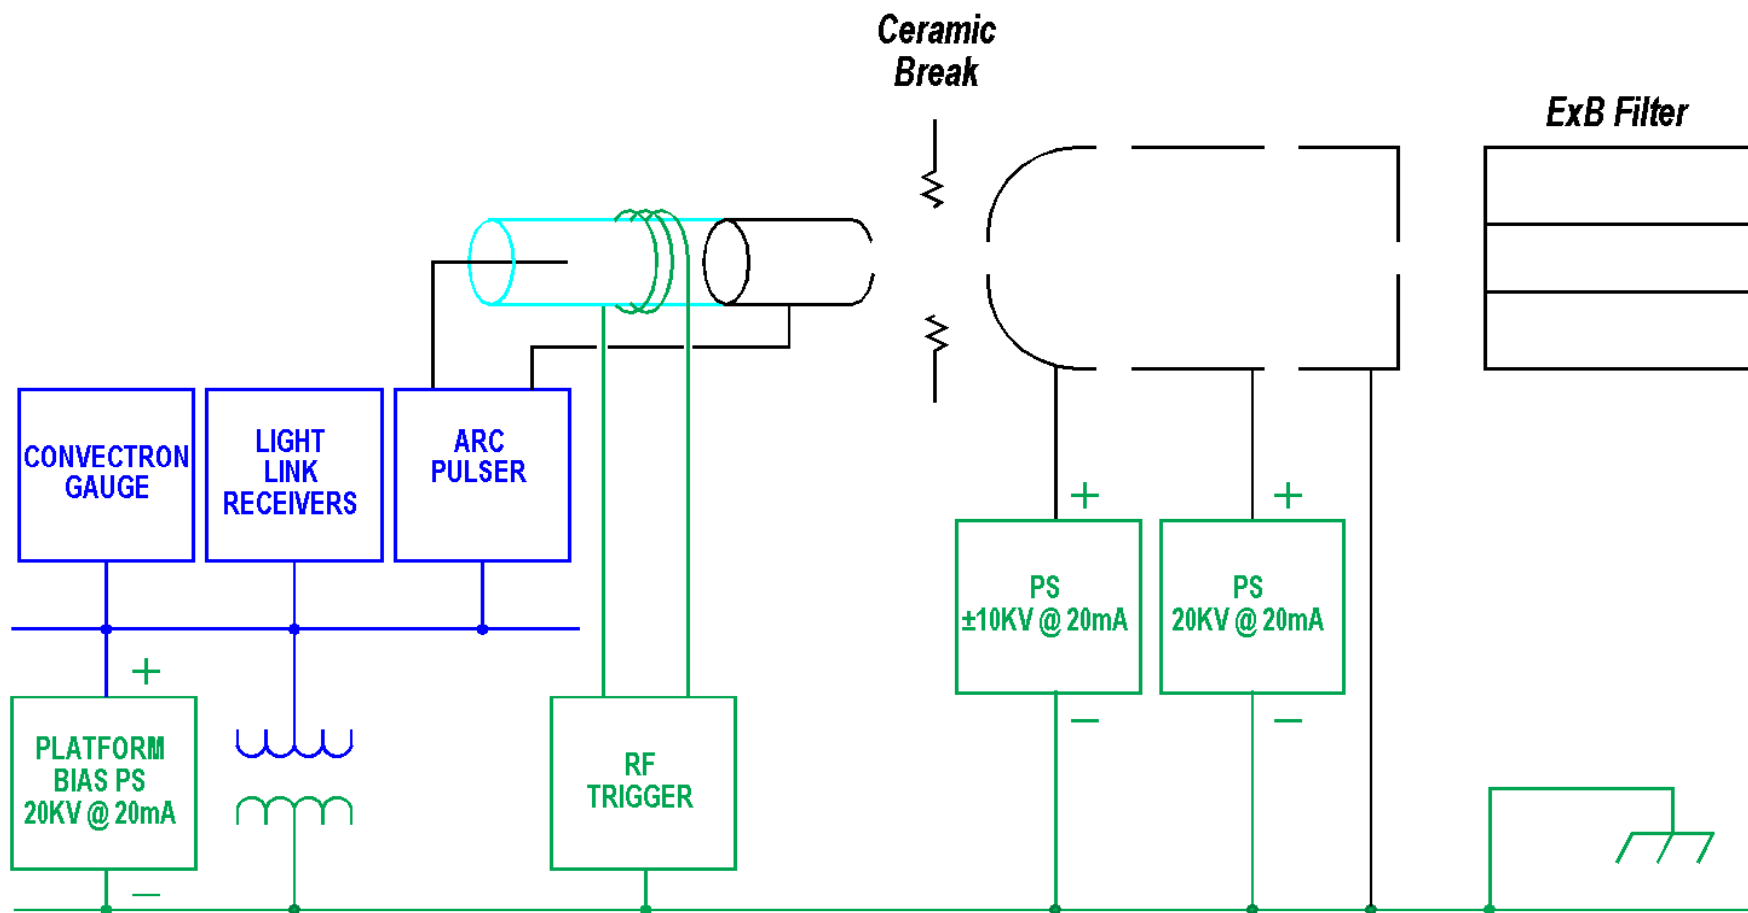 Ceramic
Break
ExB Filter
CONVECTRON
GAUGE
LIGHT
LINK
RECEIVERS
ARC
PULSER
+
+
PS
±10KV @ 20mA
PS
20KV @ 20mA
+
−
−
PLATFORM
BIAS PS
20KV @ 20mA
RF
TRIGGER
−